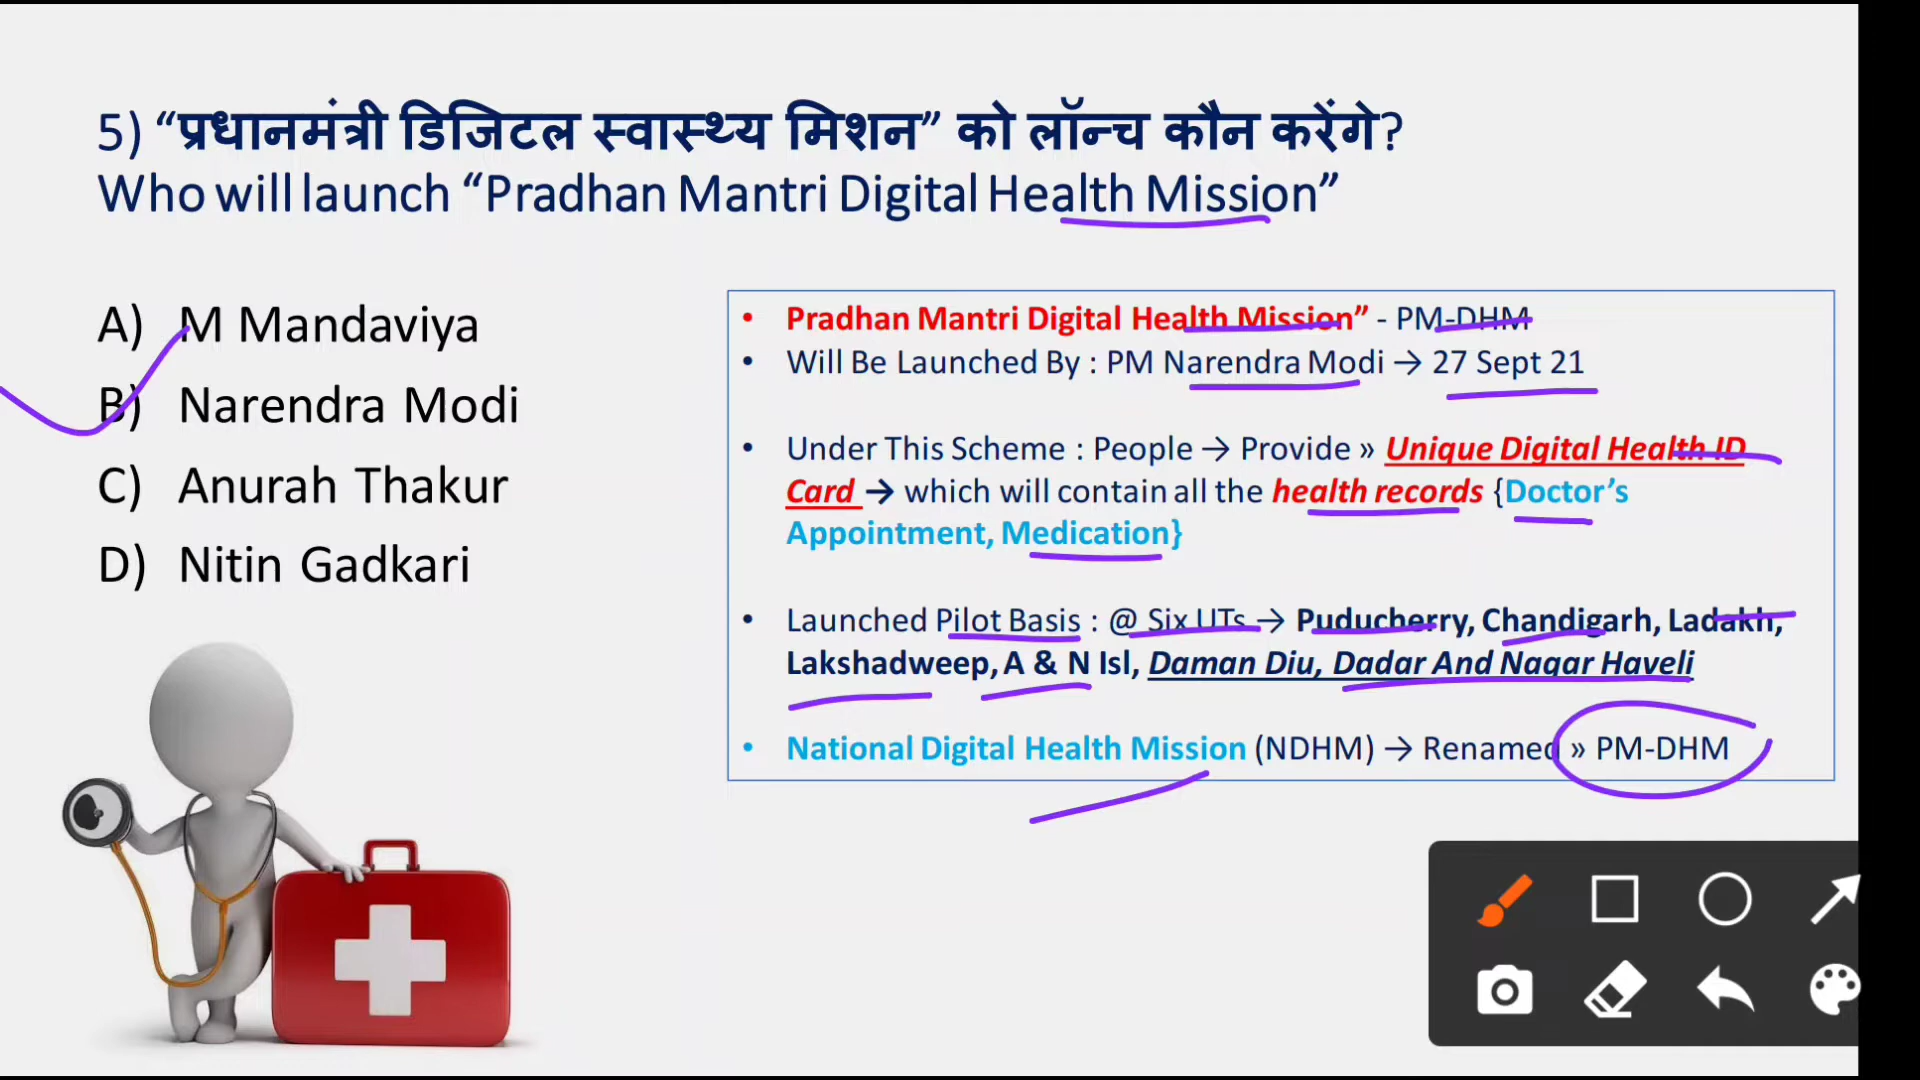 5) “प्रधानमंत्री डिजिटल स्वास्थ्य मिशन” को लॉन्च कौन करेंगे?
Who will launch “Pradhan Mantri Digital Health Mission”
A) M Mandaviya
B) Narendra Modi
C) Anurah Thakur
D) Nitin Gadkari
• Pradhan Mantri Digital Health Mission” - PM-DHM
• Will Be Launched By : PM Narendra Modi → 27 Sept 21
• Under This Scheme : People → Provide » Unique Digital Health ID
Card → which will contain all the health records {Doctor’s
Appointment, Medication}
• Launched Pilot Basis : @ Six UTs → Puducherry, Chandigarh, Ladakh,
Lakshadweep, A & N Isl, Daman Diu, Dadar And Nagar Haveli
• National Digital Health Mission (NDHM) → Renamed » PM-DHM